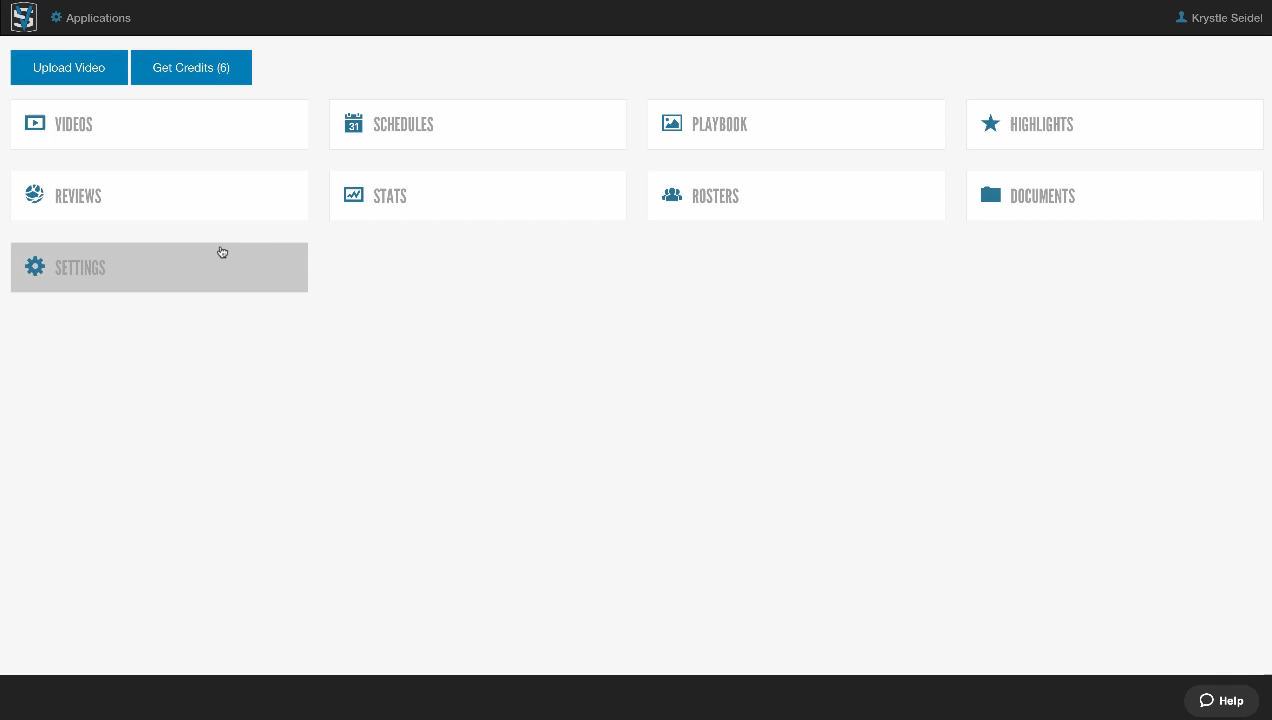 Applications
Krystle Seidel
Upload Video
Get Credits (6)
VIDEOS
31
SCHEDULES
PLAYBOOK
HIGHLIGHTS
REVIEWS
STATS
ROSTERS
DOCUMENTS
SETTINGS
Help